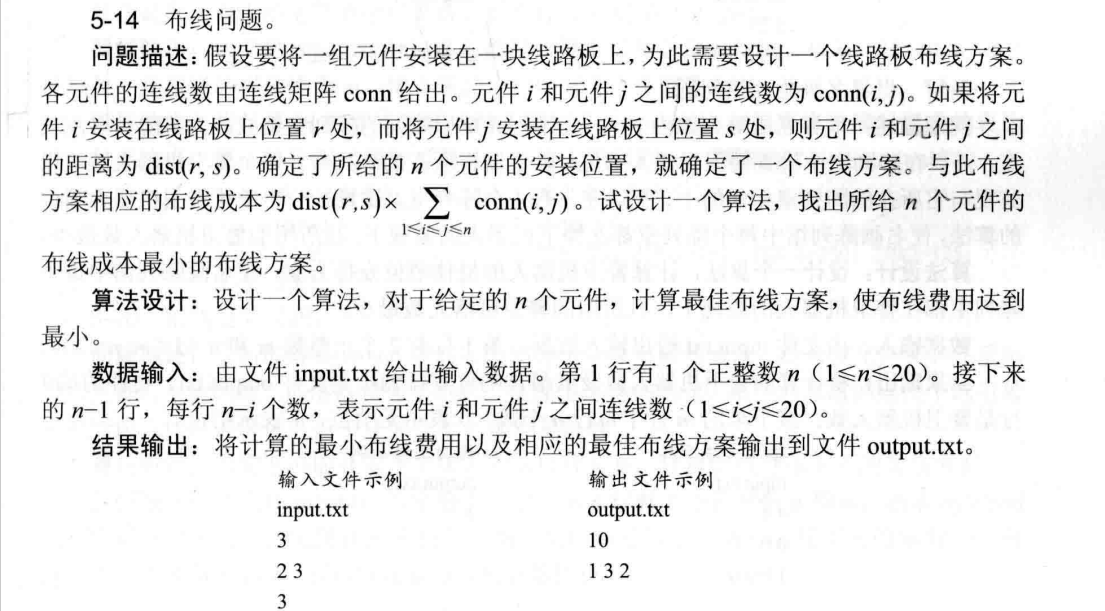 5-14 布线问题。
问题描述：假设要将一组元件安装在一块线路板上，为此需要设计一个线路板布线方案。
各元件的连线数由连线矩阵 conn 给出。元件 i 和元件 j 之间的连线数为 conn(i, j)。如果将元
件 i 安装在线路板上位置 r 处，而将元件 j 安装在线路板上位置 s 处，则元件 i 和元件 j 之间
的距离为 dist(r, s)。确定了所给的 n 个元件的安装位置，就确定了一个布线方案。与此布线
方案相应的布线成本为 dist(r,s)× ∑ conn(i, j)。试设计一个算法，找出所给 n 个元件的
1≤i≤j≤n
布线成本最小的布线方案。
算法设计：设计一个算法，对于给定的 n 个元件，计算最佳布线方案，使布线费用达到
最小。
数据输入：由文件 input.txt 给出输入数据。第 1 行有 1 个正整数 n（1≤n≤20）。接下来
的 n−1 行，每行 n−i 个数，表示元件 i 和元件 j 之间连线数（1≤i<j≤20）。
结果输出：将计算的最小布线费用以及相应的最佳布线方案输出到文件 output.txt。
输入文件示例 输出文件示例
input.txt output.txt
3 10
2 3 1 3 2
3